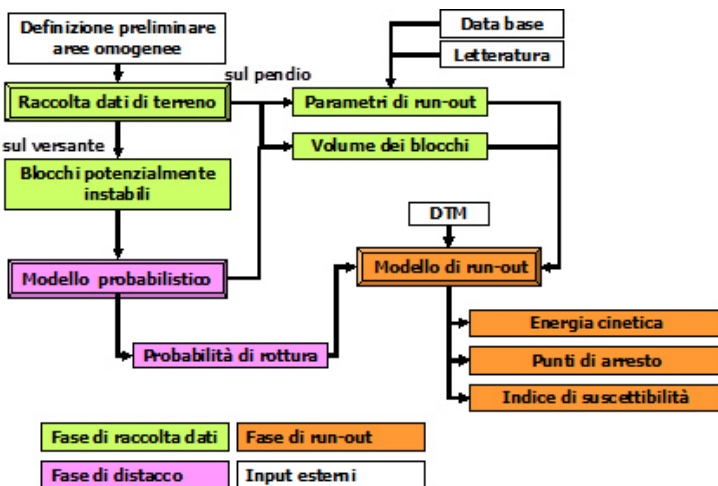 Definizione preliminare
aree omogenee
Data base
Letteratura
sul pendio
Raccolta dati di terreno
Parametri di run-out
sul versante
Volume dei blocchi
Blocchi potenzialmente
instabili
DTM
Modello probabilistico
Modello di run-out
Energia cinetica
Probabilità di rottura
Punti di arresto
Indice di suscettibilità
Fase di raccolta dati
Fase di run-out
Fase di distacco
Input esterni